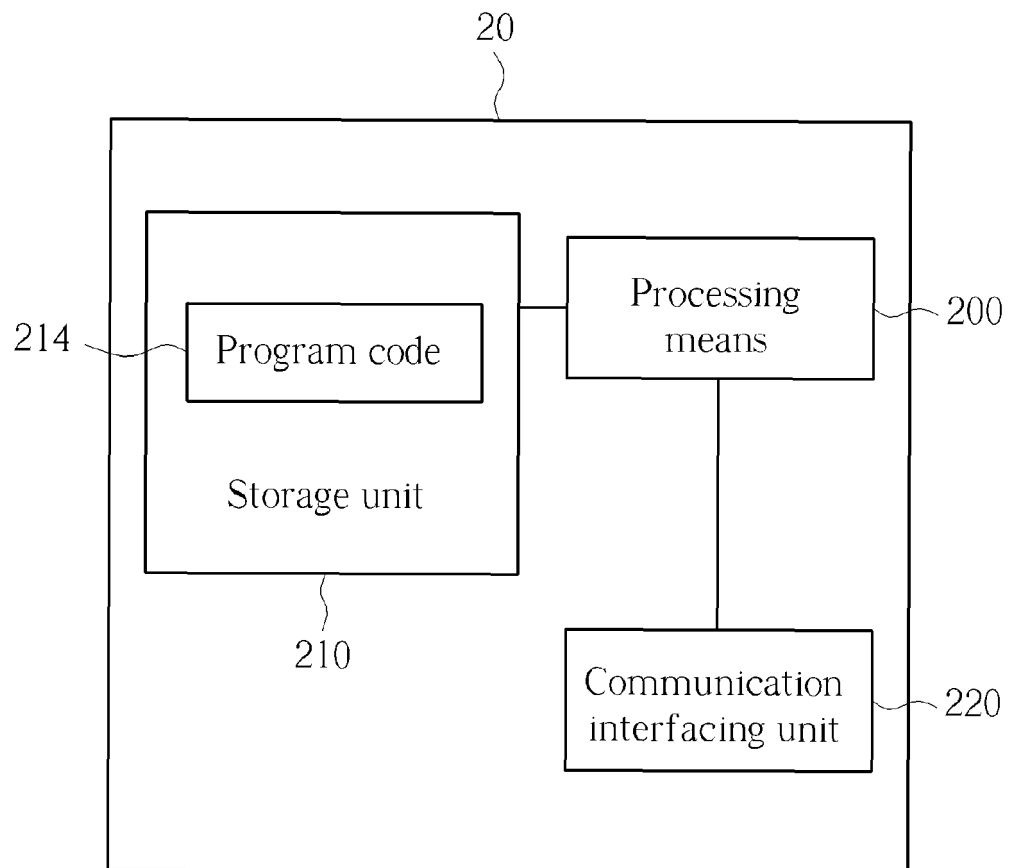 20
Processing
means
200
214
Program code
Storage unit
210
Communication
interfacing unit
220